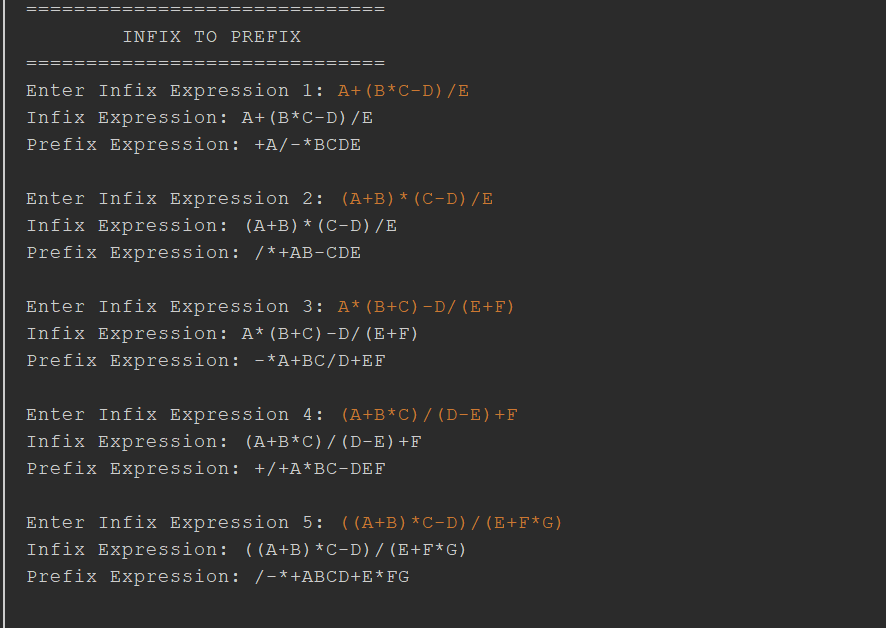 ==============================
INFIX TO PREFIX
==============================
Enter Infix Expression 1: A+(B*C-D)/E
Infix Expression: A+(B*C-D)/E
Prefix Expression: +A/-*BCDE
Enter Infix Expression 2: (A+B)*(C-D)/E
Infix Expression: (A+B)*(C-D)/E
Prefix Expression: /*+AB-CDE
Enter Infix Expression 3: A*(B+C)-D/(E+F)
Infix Expression: A*(B+C)-D/(E+F)
Prefix Expression: -*A+BC/D+EF
Enter Infix Expression 4: (A+B*C)/(D-E)+F
Infix Expression: (A+B*C)/(D-E)+F
Prefix Expression: +/+A*BC-DEF
Enter Infix Expression 5: ((A+B)*C-D)/(E+F*G)
Infix Expression: ((A+B)*C-D)/(E+F*G)
Prefix Expression: /-*+ABCD+E*FG